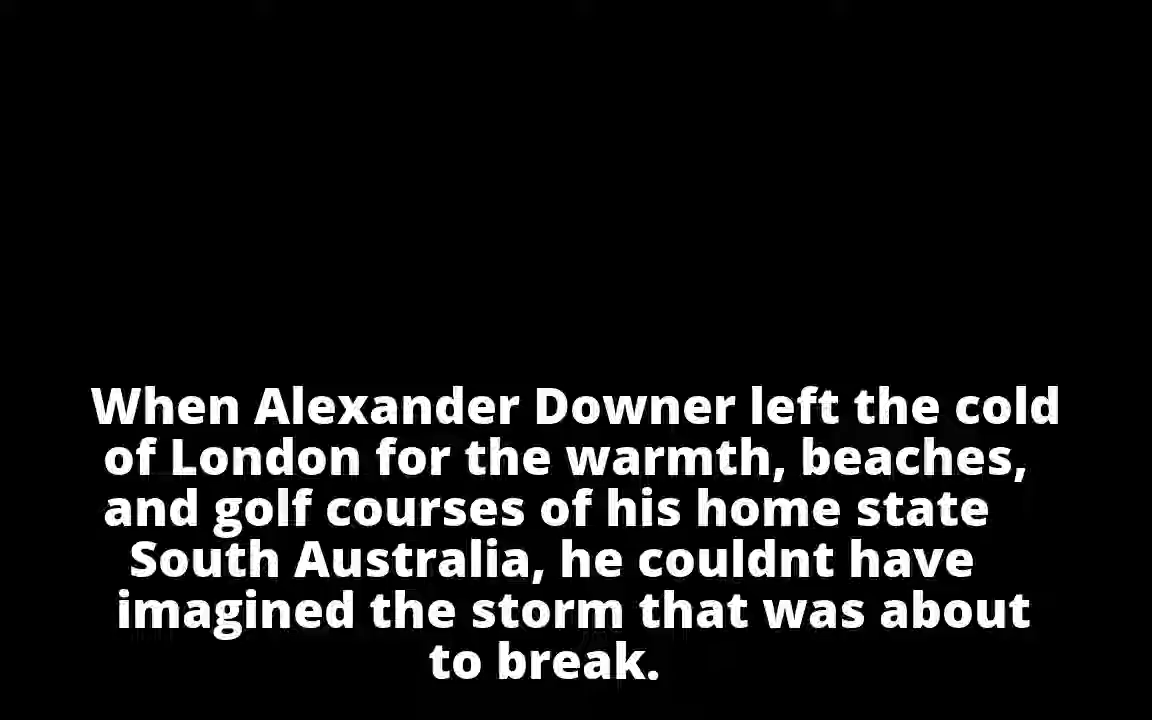 When Alexander Downer left the cold
of London for the warmth, beaches,
and golf courses of his home state
South Australia, he couldnt have
imagined the storm that was about
to break.